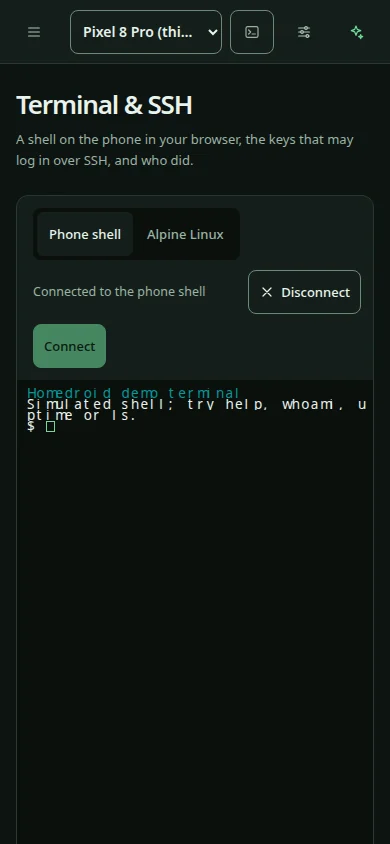 Pixel 8 Pro (thi...
Terminal & SSH
A shell on the phone in your browser, the keys that may
log in over SSH, and who did.
Phone shell
Alpine Linux
Connected to the phone shell
Disconnect
Connect
Homedroid demo terminal
Simulated shell; try help, whoami, u
ptime or ls.
$